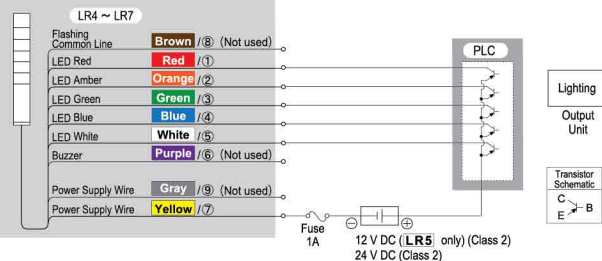 LR4 ~ LR7
Flashing
Common Line
Brown /⑧ (Not used)
LED Red
Red /①
LED Amber
Orange /②
LED Green
Green /③
LED Blue
Blue /④
LED White
White /⑤
Buzzer
Purple /⑥ (Not used)
Power Supply Wire
Gray /⑨ (Not used)
Power Supply Wire
Yellow /⑦
Fuse
1A
⊖ ⊕
12 V DC (LR5 only) (Class 2)
24 V DC (Class 2)
PLC
Lighting
Output
Unit
Transistor
Schematic
C
B
E